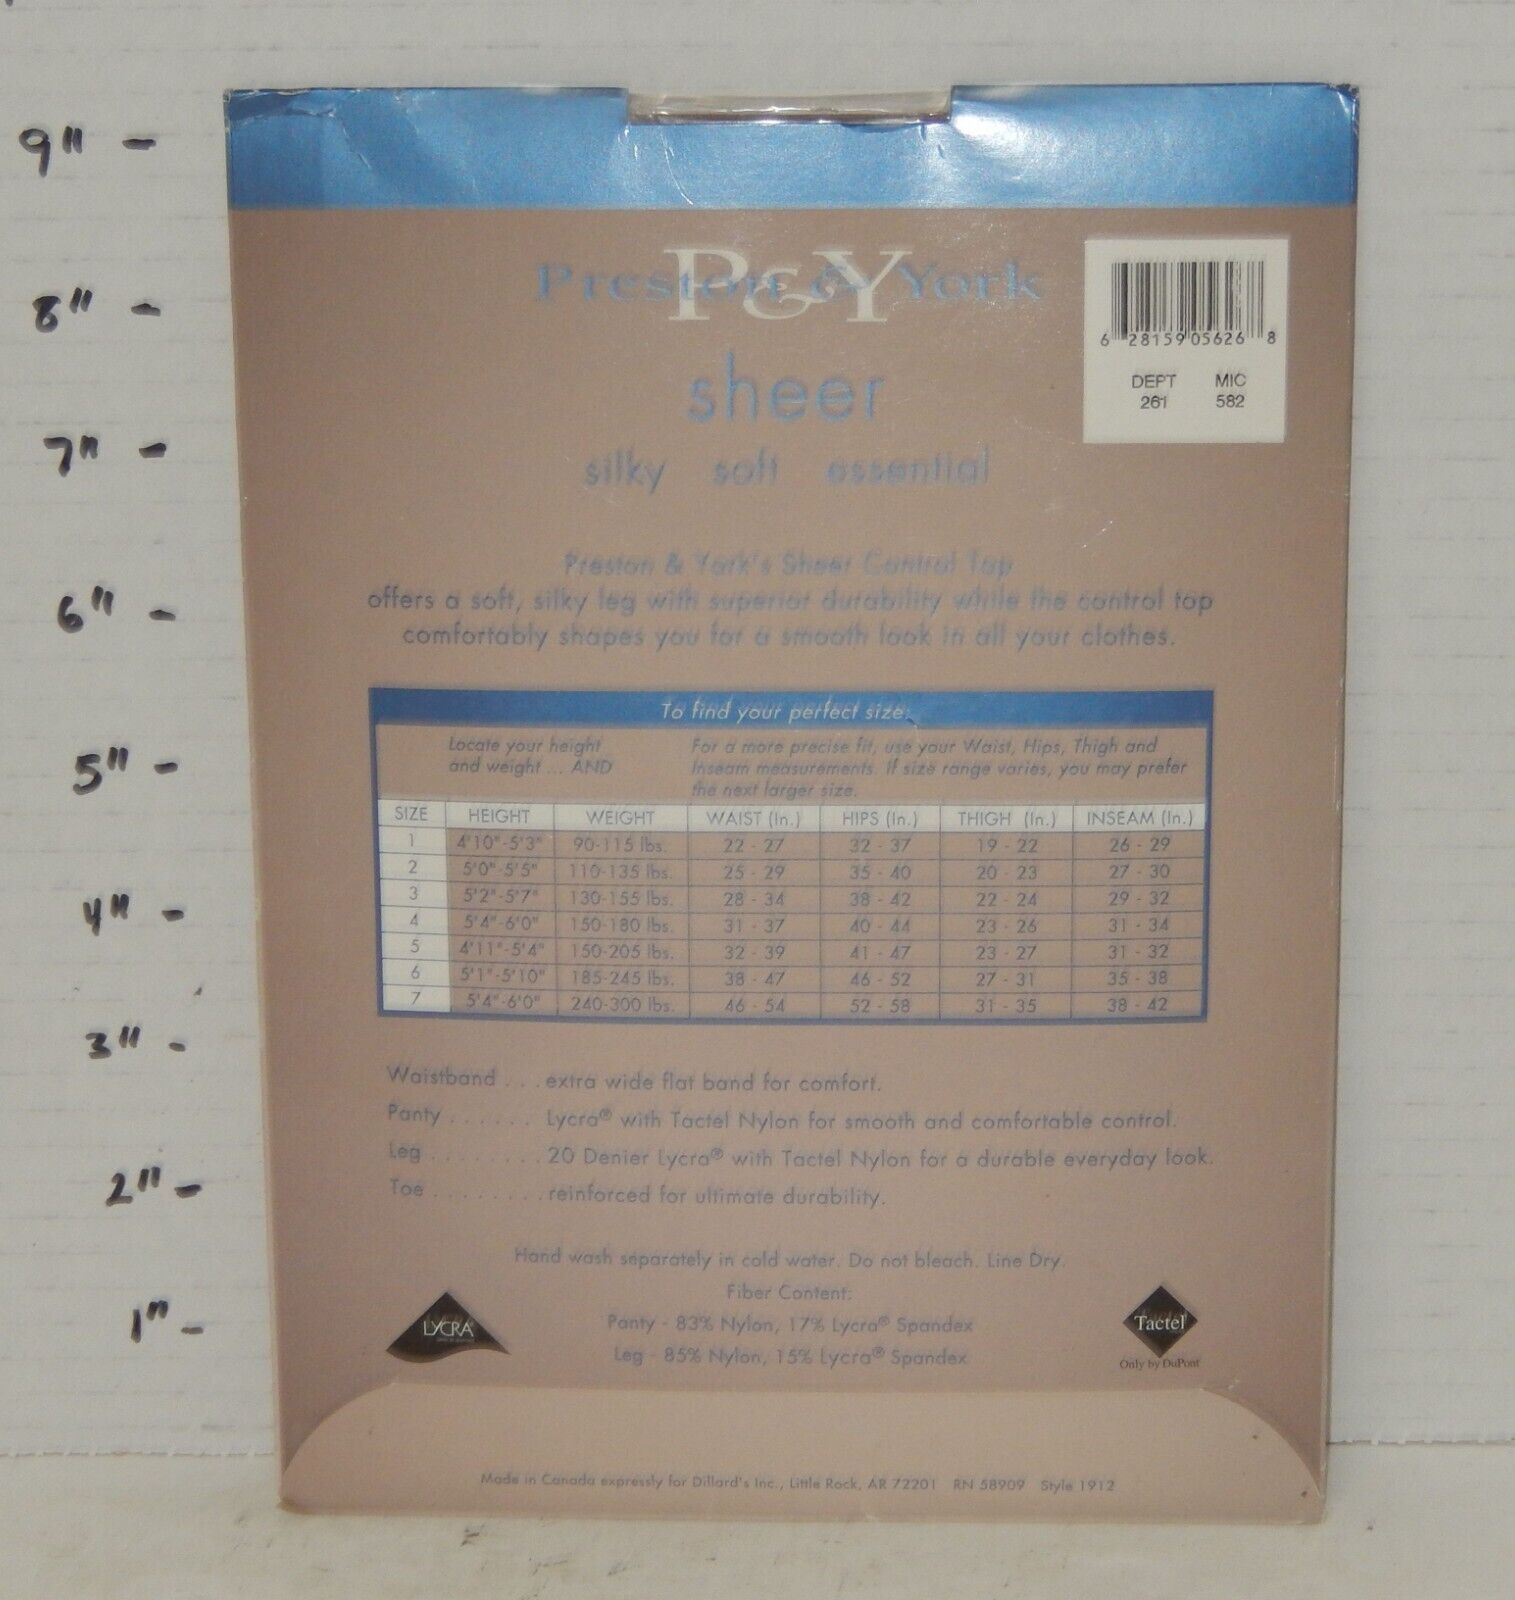 9" -
8" -
7" -
6" -
5" -
4" -
3" -
2" -
1" -
Preston & York
P&Y
sheer
silky soft essential
6 28159 05626 8
DEPT MIC
261 582
Preston & York's Sheer Control Top
offers a soft, silky leg with superior durability while the control top
comfortably shapes you for a smooth look in all your clothes.
To find your perfect size:
Locate your height
and weight ... AND
For a more precise fit, use your Waist, Hips, Thigh and
Inseam measurements. If size range varies, you may prefer
the next larger size.
SIZE HEIGHT WEIGHT WAIST (In.) HIPS (In.) THIGH (In.) INSEAM (In.)
1 4'10"-5'3" 90-115 lbs. 22 - 27 32 - 37 19 - 22 26 - 29
2 5'0"-5'5" 110-135 lbs. 25 - 29 35 - 40 20 - 23 27 - 30
3 5'2"-5'7" 130-155 lbs. 28 - 34 38 - 42 22 - 24 29 - 32
4 5'4"-6'0" 150-180 lbs. 31 - 37 40 - 44 23 - 26 31 - 34
5 4'11"-5'4" 150-205 lbs. 32 - 39 41 - 47 23 - 27 31 - 32
6 5'1"-5'10" 185-245 lbs. 38 - 47 46 - 52 27 - 31 35 - 38
7 5'4"-6'0" 240-300 lbs. 46 - 54 52 - 58 31 - 35 38 - 42
Waistband . . . extra wide flat band for comfort.
Panty . . . . . . Lycra® with Tactel Nylon for smooth and comfortable control.
Leg . . . . . . . . 20 Denier Lycra® with Tactel Nylon for a durable everyday look.
Toe . . . . . . . . reinforced for ultimate durability.
Hand wash separately in cold water. Do not bleach. Line Dry.
Fiber Content:
Panty - 83% Nylon, 17% Lycra® Spandex
Leg - 85% Nylon, 15% Lycra® Spandex
LYCRA®
Tactel
Only by DuPont
Made in Canada expressly for Dillard's Inc., Little Rock, AR 72201 RN 58909 Style 1912